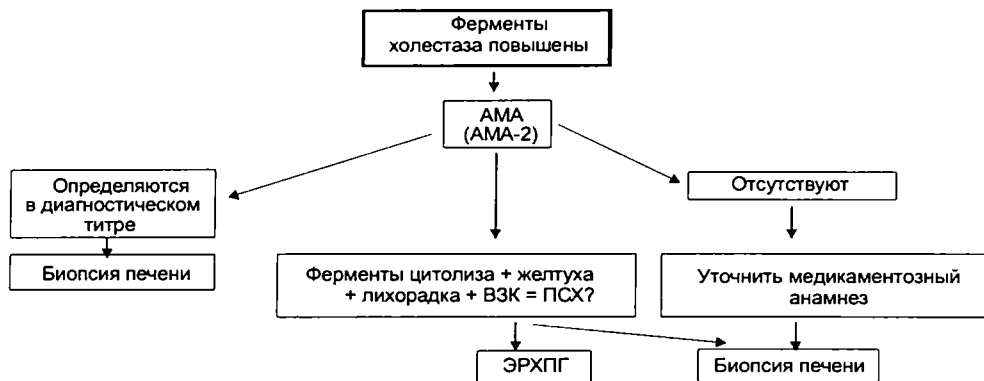 Ферменты
холестаза повышены
АМА
(АМА-2)
Определяются
в диагностическом
титре
Отсутствуют
Биопсия печени
Ферменты цитолиза + желтуха
+ лихорадка + ВЗК = ПСХ?
Уточнить медикаментозный
анамнез
ЭРХПГ
Биопсия печени